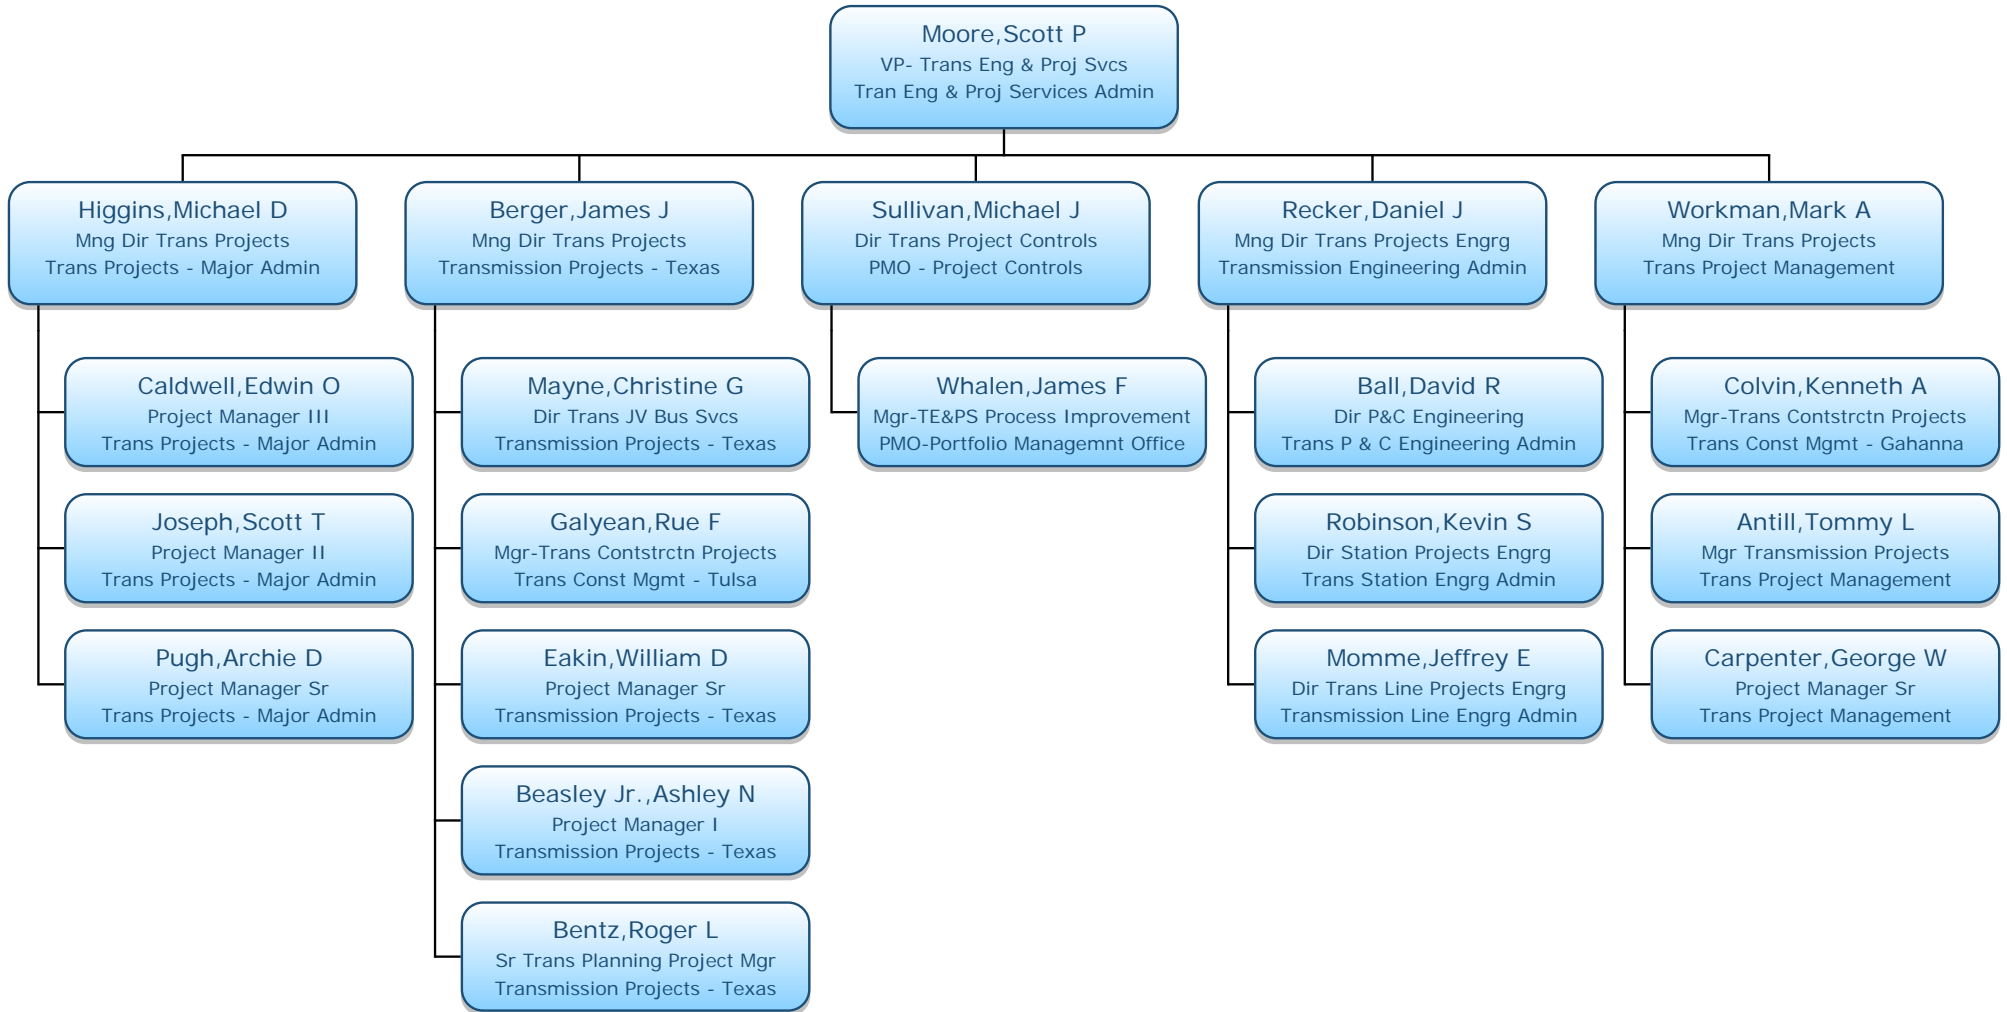 Moore,Scott P
VP- Trans Eng & Proj Svcs
Tran Eng & Proj Services Admin
Higgins,Michael D
Mng Dir Trans Projects
Trans Projects - Major Admin
Caldwell,Edwin O
Project Manager III
Trans Projects - Major Admin
Joseph,Scott T
Project Manager II
Trans Projects - Major Admin
Pugh,Archie D
Project Manager Sr
Trans Projects - Major Admin
Berger,James J
Mng Dir Trans Projects
Transmission Projects - Texas
Mayne,Christine G
Dir Trans JV Bus Svcs
Transmission Projects - Texas
Galyean,Rue F
Mgr-Trans Contstrctn Projects
Trans Const Mgmt - Tulsa
Eakin,William D
Project Manager Sr
Transmission Projects - Texas
Beasley Jr.,Ashley N
Project Manager I
Transmission Projects - Texas
Bentz,Roger L
Sr Trans Planning Project Mgr
Transmission Projects - Texas
Sullivan,Michael J
Dir Trans Project Controls
PMO - Project Controls
Whalen,James F
Mgr-TE&PS Process Improvement
PMO-Portfolio Managemnt Office
Recker,Daniel J
Mng Dir Trans Projects Engrg
Transmission Engineering Admin
Ball,David R
Dir P&C Engineering
Trans P & C Engineering Admin
Robinson,Kevin S
Dir Station Projects Engrg
Trans Station Engrg Admin
Momme,Jeffrey E
Dir Trans Line Projects Engrg
Transmission Line Engrg Admin
Workman,Mark A
Mng Dir Trans Projects
Trans Project Management
Colvin,Kenneth A
Mgr-Trans Contstrctn Projects
Trans Const Mgmt - Gahanna
Antill,Tommy L
Mgr Transmission Projects
Trans Project Management
Carpenter,George W
Project Manager Sr
Trans Project Management